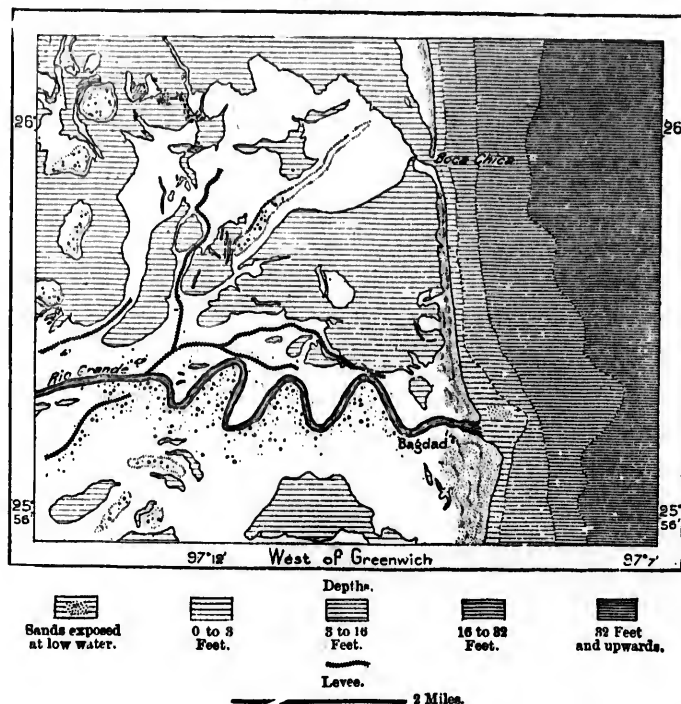 26°
26°
Boca Chica
Rio Grande
Bagdad
25°
56'
25°
56'
97°12' West of Greenwich 97°7'
Depths.
Sands exposed
at low water.
0 to 3
Feet.
3 to 16
Feet.
16 to 32
Feet.
32 Feet
and upwards.
Levee.
2 Miles.